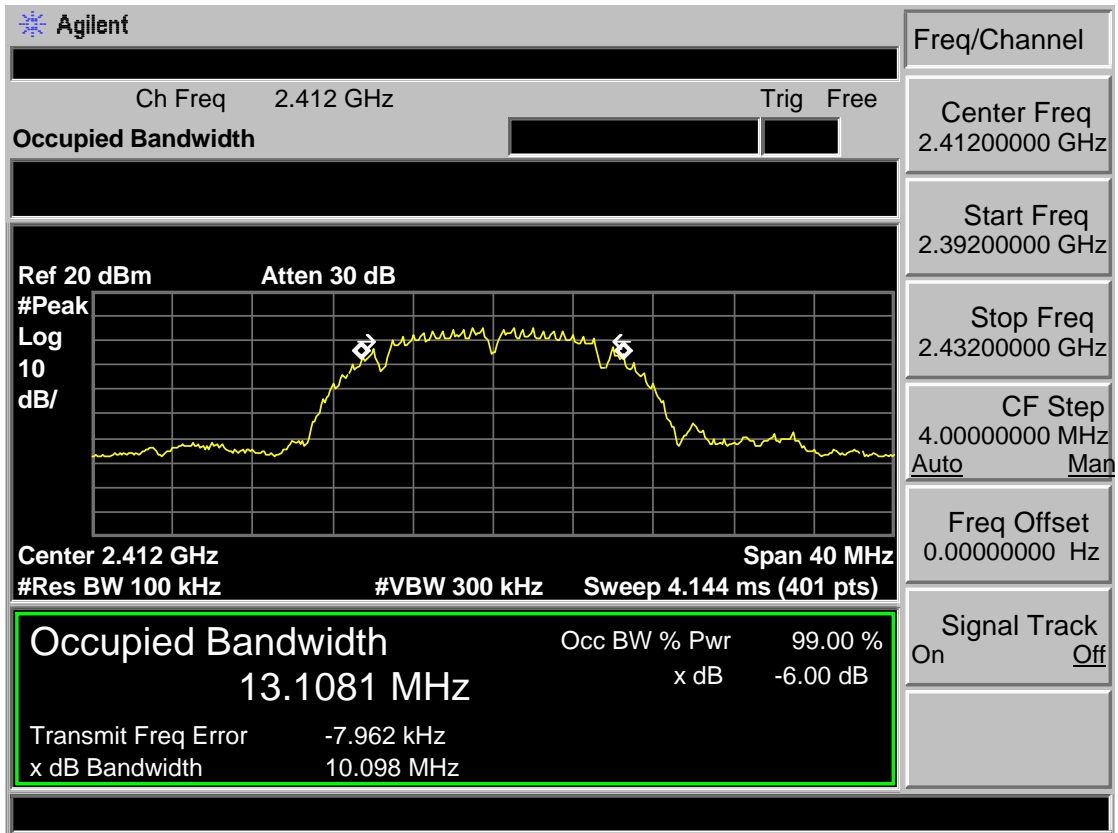 Agilent
Freq/Channel
Ch Freq 2.412 GHz Trig Free
Occupied Bandwidth
Center Freq
2.41200000 GHz
Start Freq
2.39200000 GHz
Stop Freq
2.43200000 GHz
CF Step
4.00000000 MHz
Auto Man
Freq Offset
0.00000000 Hz
Signal Track
On Off
Ref 20 dBm Atten 30 dB
#Peak
Log
10
dB/
Center 2.412 GHz Span 40 MHz
#Res BW 100 kHz #VBW 300 kHz Sweep 4.144 ms (401 pts)
Occupied Bandwidth
13.1081 MHz
Occ BW % Pwr 99.00 %
x dB -6.00 dB
Transmit Freq Error -7.962 kHz
x dB Bandwidth 10.098 MHz